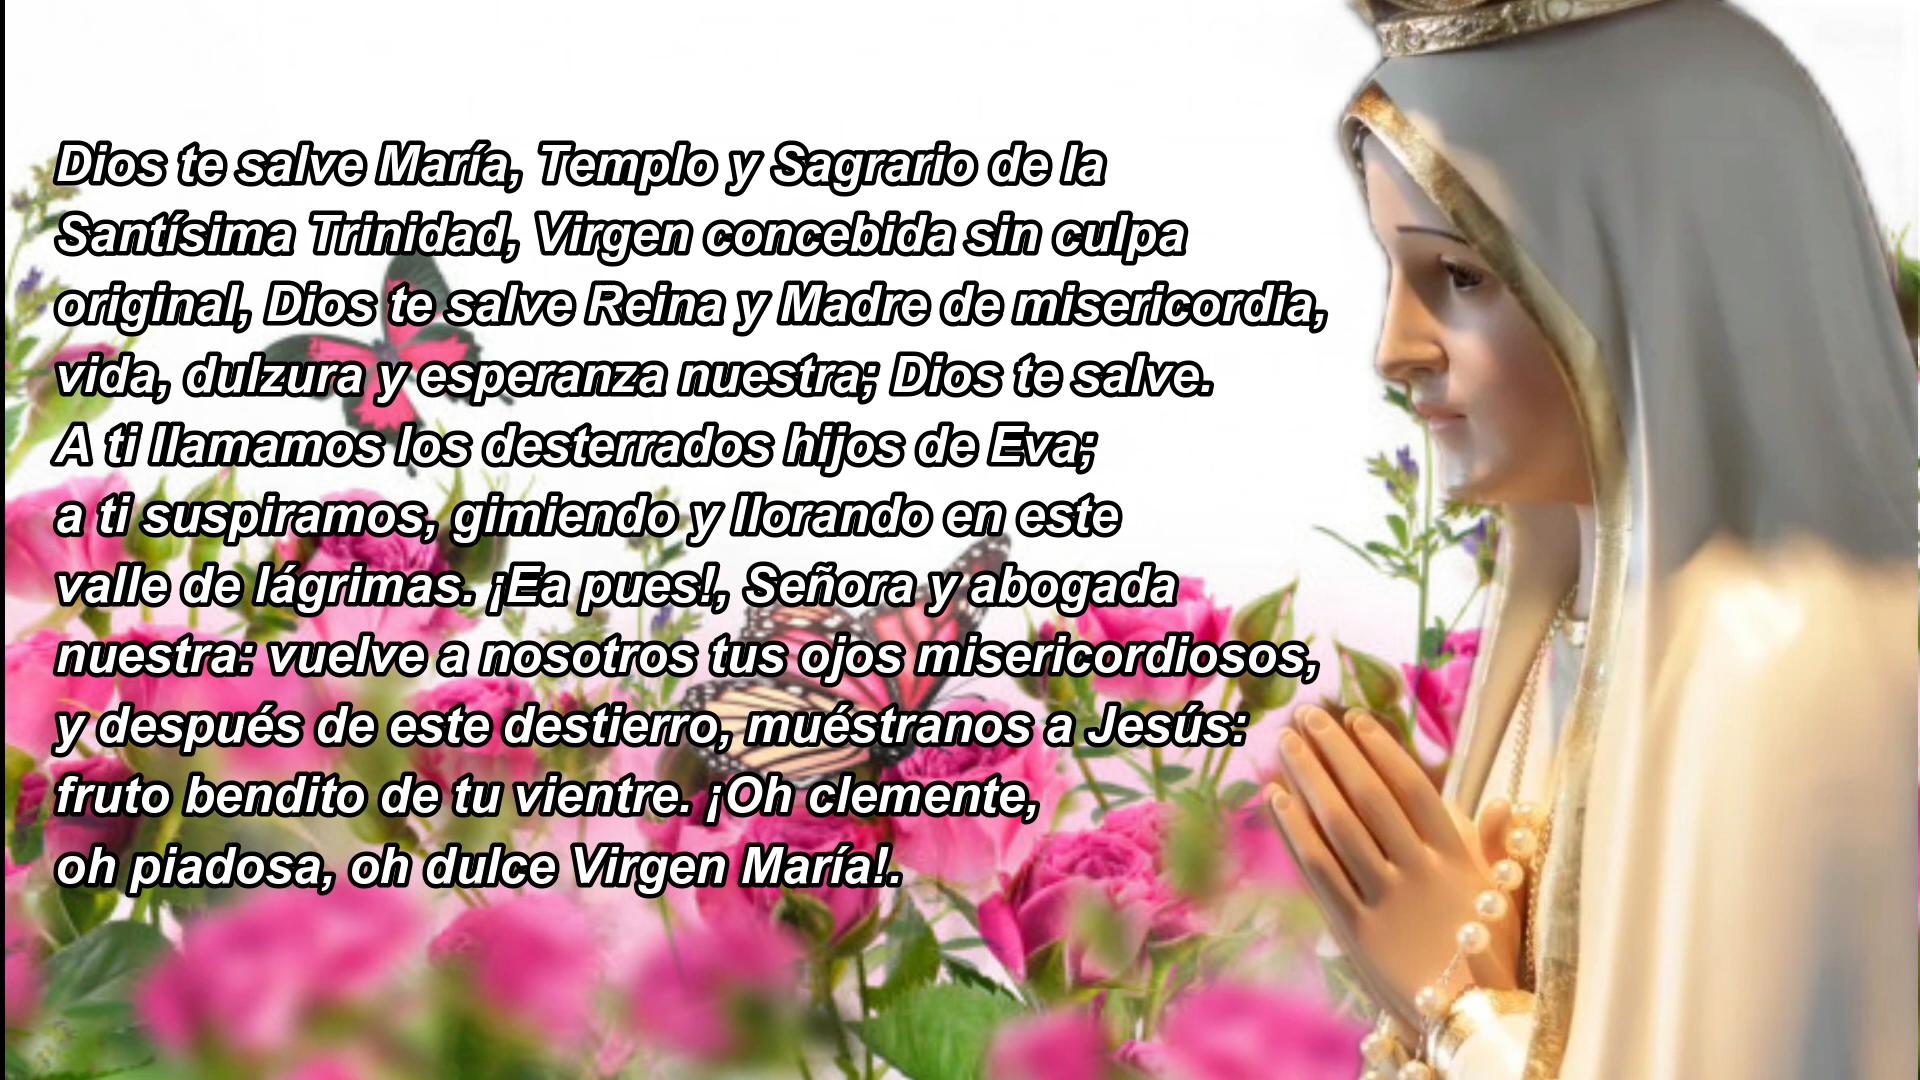 Dios te salve María, Templo y Sagrario de la
Santísima Trinidad, Virgen concebida sin culpa
original, Dios te salve Reina y Madre de misericordia,
vida, dulzura y esperanza nuestra; Dios te salve.
A ti llamamos los desterrados hijos de Eva;
a ti suspiramos, gimiendo y llorando en este
valle de lágrimas. ¡Ea pues!, Señora y abogada
nuestra: vuelve a nosotros tus ojos misericordiosos,
y después de este destierro, muéstranos a Jesús:
fruto bendito de tu vientre. ¡Oh clemente,
oh piadosa, oh dulce Virgen María!.